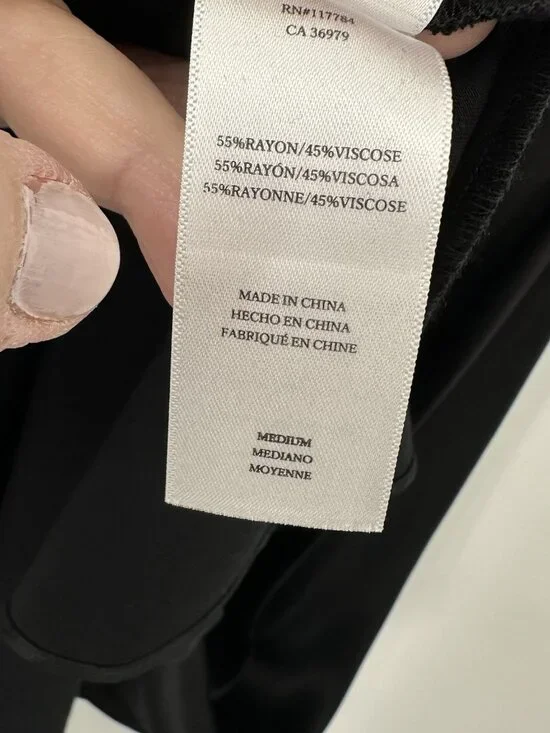 RN#117784
CA 36979
55%RAYON/45%VISCOSE
55%RAYÓN/45%VISCOSA
55%RAYONNE/45%VISCOSE
MADE IN CHINA
HECHO EN CHINA
FABRIQUÉ EN CHINE
MEDIUM
MEDIANO
MOYENNE